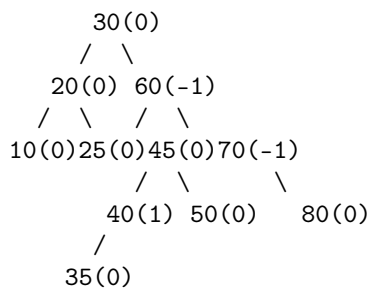 30(0)
/ \
20(0) 60(-1)
/ \ / \
10(0)25(0)45(0)70(-1)
/ \ \
40(1) 50(0) 80(0)
/
35(0)